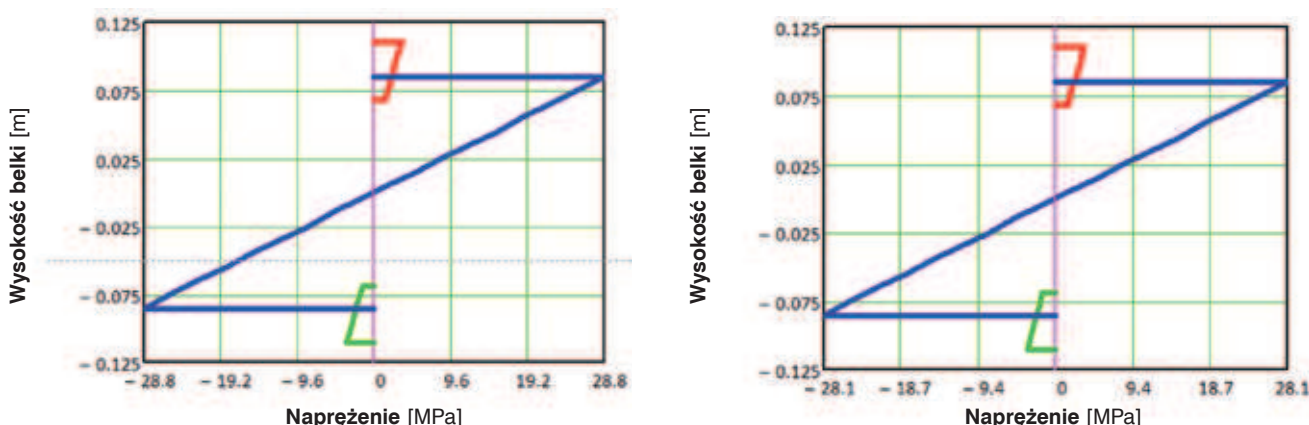 0.125
0.075
0.025
– 0.025
– 0.075
– 0.125
– 28.8 – 19.2 – 9.6 0 9.6 19.2 28.8
Wysokość belki [m]
Naprężenie [MPa]
0.125
0.075
0.025
– 0.025
– 0.075
– 0.125
– 28.1 – 18.7 – 9.4 0 9.4 18.7 28.1
Wysokość belki [m]
Naprężenie [MPa]